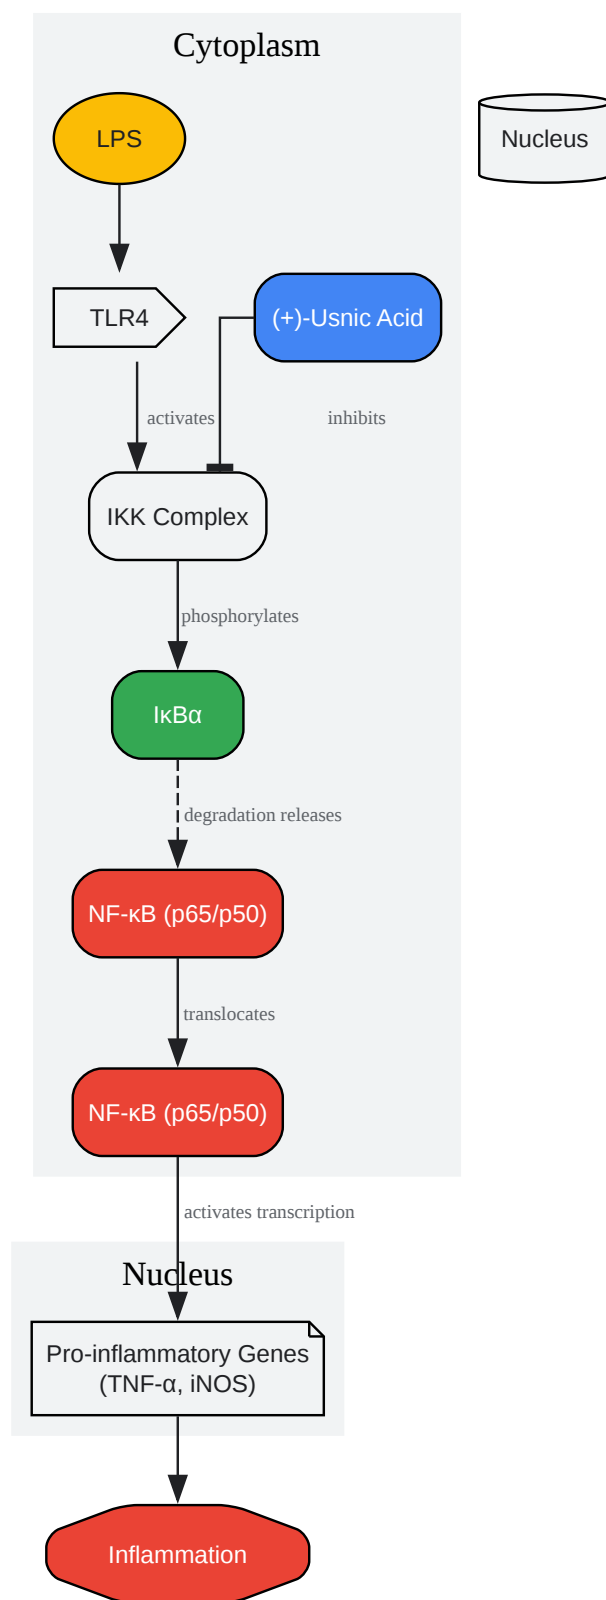 Cytoplasm
LPS
Nucleus
TLR4
(+)-Usnic Acid
activates
inhibits
IKK Complex
phosphorylates
IκBα
degradation releases
NF-κB (p65/p50)
translocates
NF-κB (p65/p50)
activates transcription
Nucleus
Pro-inflammatory Genes
(TNF-α, iNOS)
Inflammation